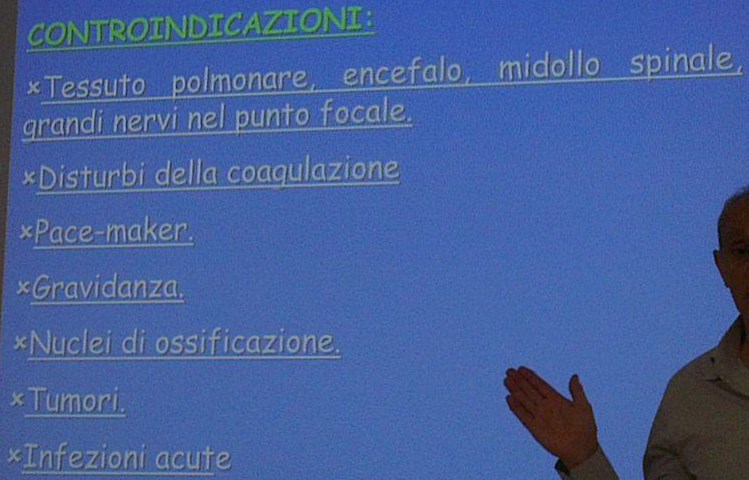 CONTROINDICAZIONI:
×Tessuto polmonare, encefalo, midollo spinale,
grandi nervi nel punto focale.
×Disturbi della coagulazione
×Pace-maker.
×Gravidanza.
×Nuclei di ossificazione.
×Tumori.
×Infezioni acute